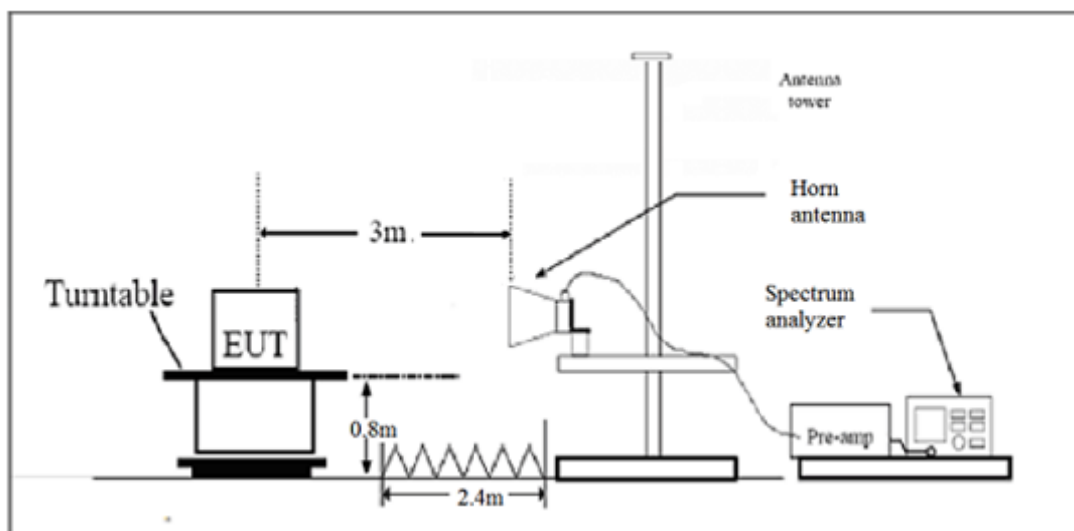 Antenna
tower
Horn
antenna
3m.
Turntable
Spectrum
analyzer
EUT
0.8m
Pre-amp
2.4m